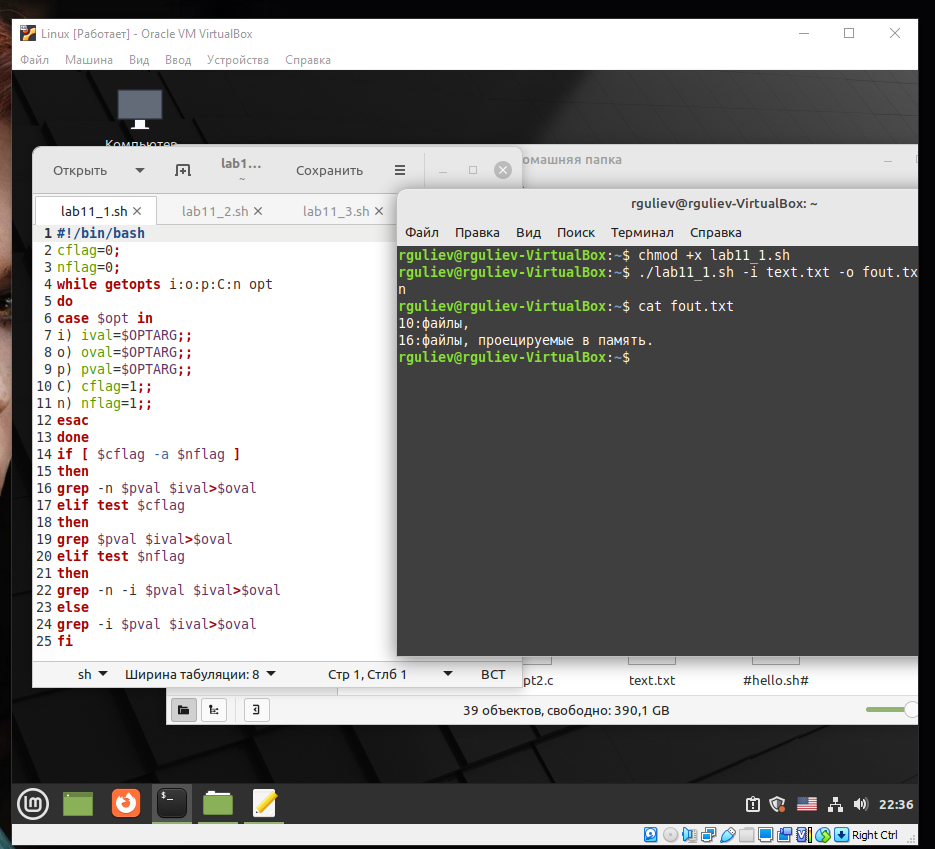 Linux [Работает] - Oracle VM VirtualBox
Файл Машина Вид Ввод Устройства Справка
Компьютер
Открыть lab1... Сохранить
~
омашняя папка
lab11_1.sh lab11_2.sh lab11_3.sh
1 #!/bin/bash
2 cflag=0;
3 nflag=0;
4 while getopts i:o:p:C:n opt
5 do
6 case $opt in
7 i) ival=$OPTARG;;
8 o) oval=$OPTARG;;
9 p) pval=$OPTARG;;
10 C) cflag=1;;
11 n) nflag=1;;
12 esac
13 done
14 if [ $cflag -a $nflag ]
15 then
16 grep -n $pval $ival>$oval
17 elif test $cflag
18 then
19 grep $pval $ival>$oval
20 elif test $nflag
21 then
22 grep -n -i $pval $ival>$oval
23 else
24 grep -i $pval $ival>$oval
25 fi
sh Ширина табуляции: 8 Стр 1, Стлб 1 ВСТ
rguliev@rguliev-VirtualBox: ~
Файл Правка Вид Поиск Терминал Справка
rguliev@rguliev-VirtualBox:~$ chmod +x lab11_1.sh
rguliev@rguliev-VirtualBox:~$ ./lab11_1.sh -i text.txt -o fout.tx
n
rguliev@rguliev-VirtualBox:~$ cat fout.txt
10:файлы,
16:файлы, проецируемые в память.
rguliev@rguliev-VirtualBox:~$
pt2.c text.txt #hello.sh#
39 объектов, свободно: 390,1 GB
22:36
Right Ctrl